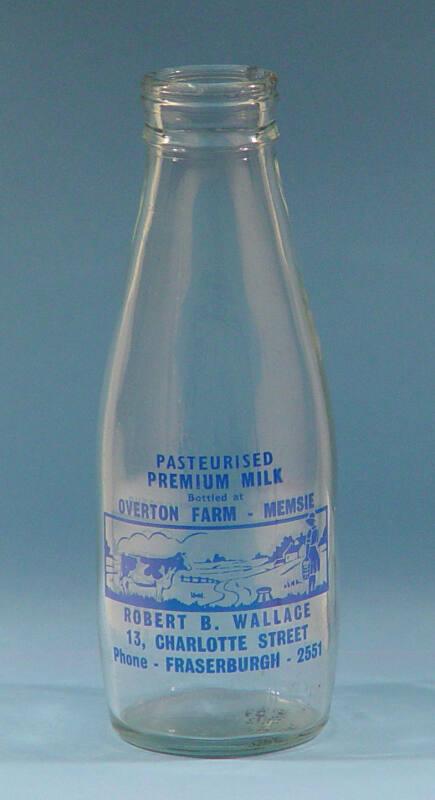 PASTEURISED
PREMIUM MILK
Bottled at
OVERTON FARM - MEMSIE
ROBERT B. WALLACE
13, CHARLOTTE STREET
Phone - FRASERBURGH - 2551